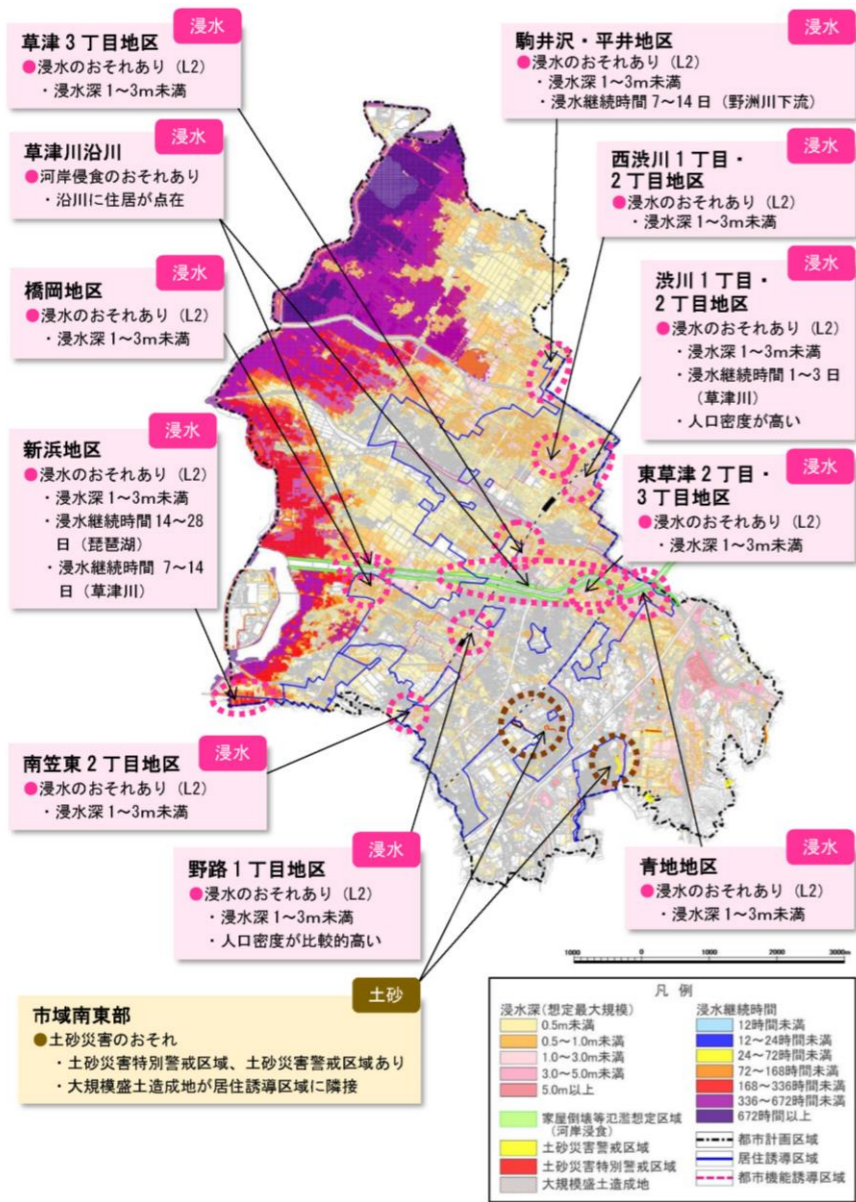 浸水
草津3丁目地区
●浸水のおそれあり（L2）
・浸水深1～3m未満
浸水
草津川沿川
●河岸侵食のおそれあり
・沿川に住居が点在
浸水
橋岡地区
●浸水のおそれあり（L2）
・浸水深1～3m未満
浸水
新浜地区
●浸水のおそれあり（L2）
・浸水深1～3m未満
・浸水継続時間14～28
日（琵琶湖）
・浸水継続時間 7～14
日（草津川）
浸水
南笠東2丁目地区
●浸水のおそれあり（L2）
・浸水深1～3m未満
浸水
野路1丁目地区
●浸水のおそれあり（L2）
・浸水深1～3m未満
・人口密度が比較的高い
土砂
市域南東部
●土砂災害のおそれ
・土砂災害特別警戒区域、土砂災害警戒区域あり
・大規模盛土造成地が居住誘導区域に隣接
浸水
駒井沢・平井地区
●浸水のおそれあり（L2）
・浸水深1～3m未満
・浸水継続時間7～14日（野洲川下流）
浸水
西渋川1丁目・
2丁目地区
●浸水のおそれあり（L2）
・浸水深1～3m未満
浸水
渋川1丁目・
2丁目地区
●浸水のおそれあり（L2）
・浸水深1～3m未満
・浸水継続時間1～3日
（草津川）
・人口密度が高い
浸水
東草津2丁目・
3丁目地区
●浸水のおそれあり（L2）
・浸水深1～3m未満
浸水
青地地区
●浸水のおそれあり（L2）
・浸水深1～3m未満
1000 0 1000 2000 3000m
凡 例
浸水深（想定最大規模）
0.5m未満
0.5～1.0m未満
1.0～3.0m未満
3.0～5.0m未満
5.0m以上
家屋倒壊等氾濫想定区域
（河岸浸食）
土砂災害警戒区域
土砂災害特別警戒区域
大規模盛土造成地
浸水継続時間
12時間未満
12～24時間未満
24～72時間未満
72～168時間未満
168～336時間未満
336～672時間未満
672時間以上
都市計画区域
居住誘導区域
都市機能誘導区域